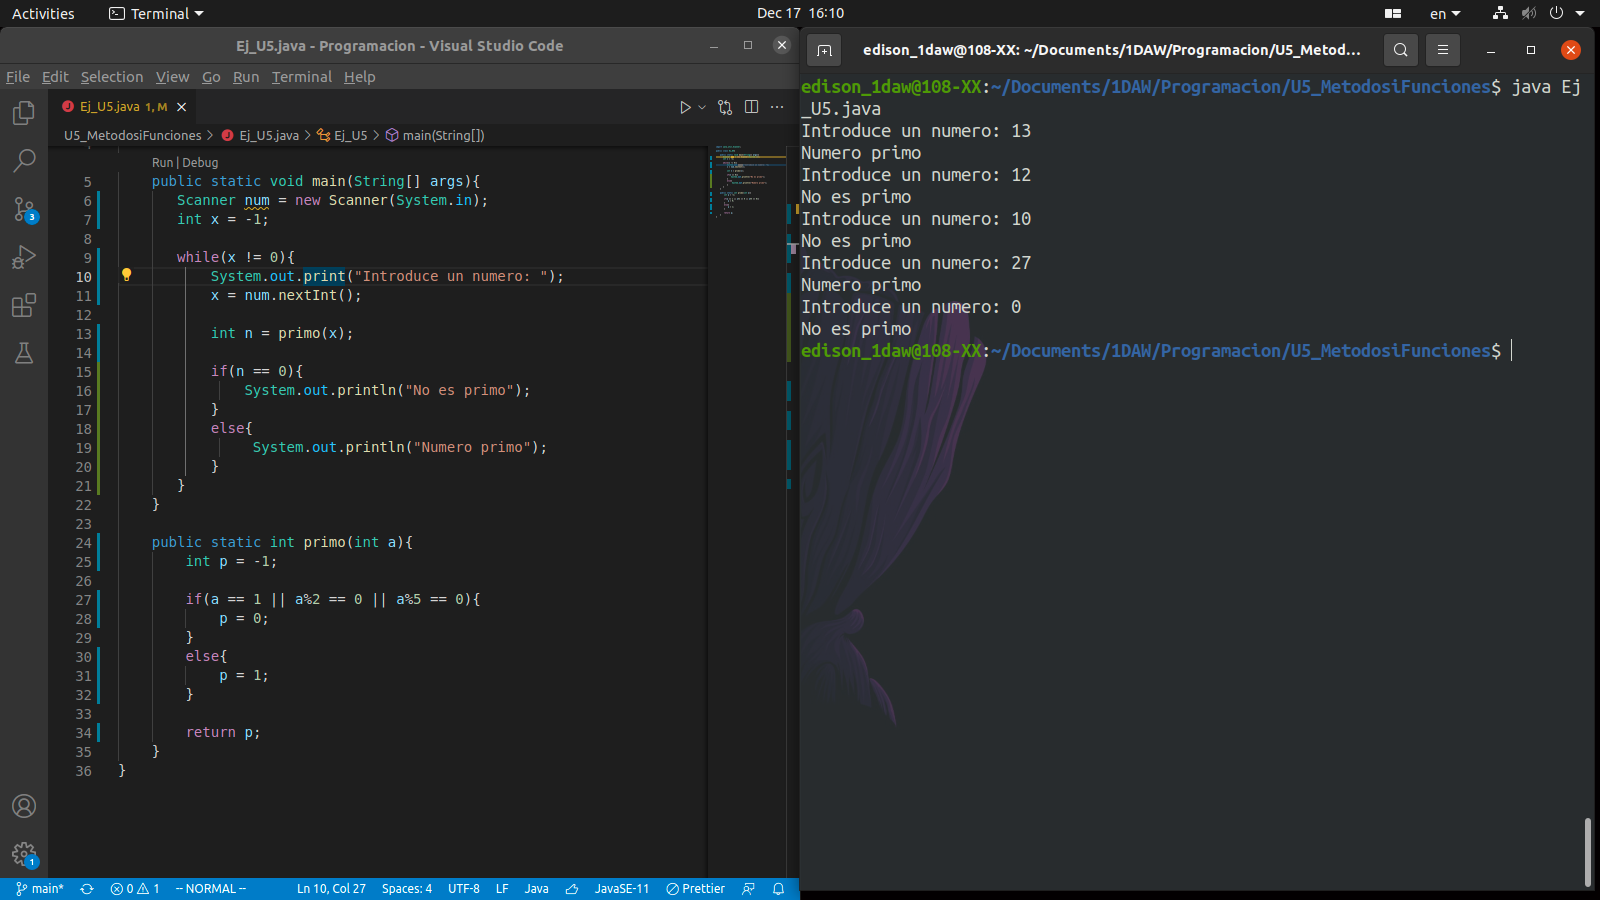 Activities
Terminal
Dec 17 16:10
en
Ej_U5.java - Programacion - Visual Studio Code
File Edit Selection View Go Run Terminal Help
Ej_U5.java 1, M
U5_MetodosiFunciones > Ej_U5.java > Ej_U5 > main(String[])
Run | Debug
5 public static void main(String[] args){
6 Scanner num = new Scanner(System.in);
7 int x = -1;
8
9 while(x != 0){
10 System.out.print("Introduce un numero: ");
11 x = num.nextInt();
12
13 int n = primo(x);
14
15 if(n == 0){
16 System.out.println("No es primo");
17 }
18 else{
19 System.out.println("Numero primo");
20 }
21 }
22 }
23
24 public static int primo(int a){
25 int p = -1;
26
27 if(a == 1 || a%2 == 0 || a%5 == 0){
28 p = 0;
29 }
30 else{
31 p = 1;
32 }
33
34 return p;
35 }
36 }
3
1
main* 0 1 -- NORMAL -- Ln 10, Col 27 Spaces: 4 UTF-8 LF Java JavaSE-11 Prettier
edison_1daw@108-XX: ~/Documents/1DAW/Programacion/U5_Metod...
edison_1daw@108-XX:~/Documents/1DAW/Programacion/U5_MetodosiFunciones$ java Ej
_U5.java
Introduce un numero: 13
Numero primo
Introduce un numero: 12
No es primo
Introduce un numero: 10
No es primo
Introduce un numero: 27
Numero primo
Introduce un numero: 0
No es primo
edison_1daw@108-XX:~/Documents/1DAW/Programacion/U5_MetodosiFunciones$